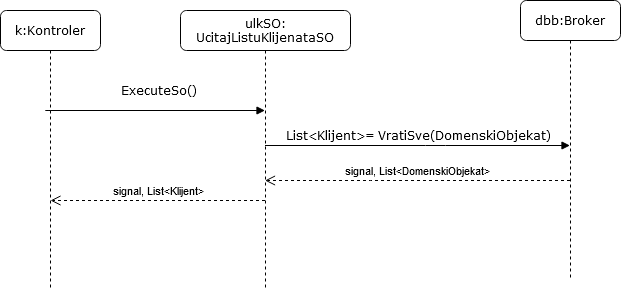 k:Kontroler
ulkSO:
UcitajListuKlijenataSO
dbb:Broker
ExecuteSo()
List<Klijent>= VratiSve(DomenskiObjekat)
signal, List<DomenskiObjekat>
signal, List<Klijent>